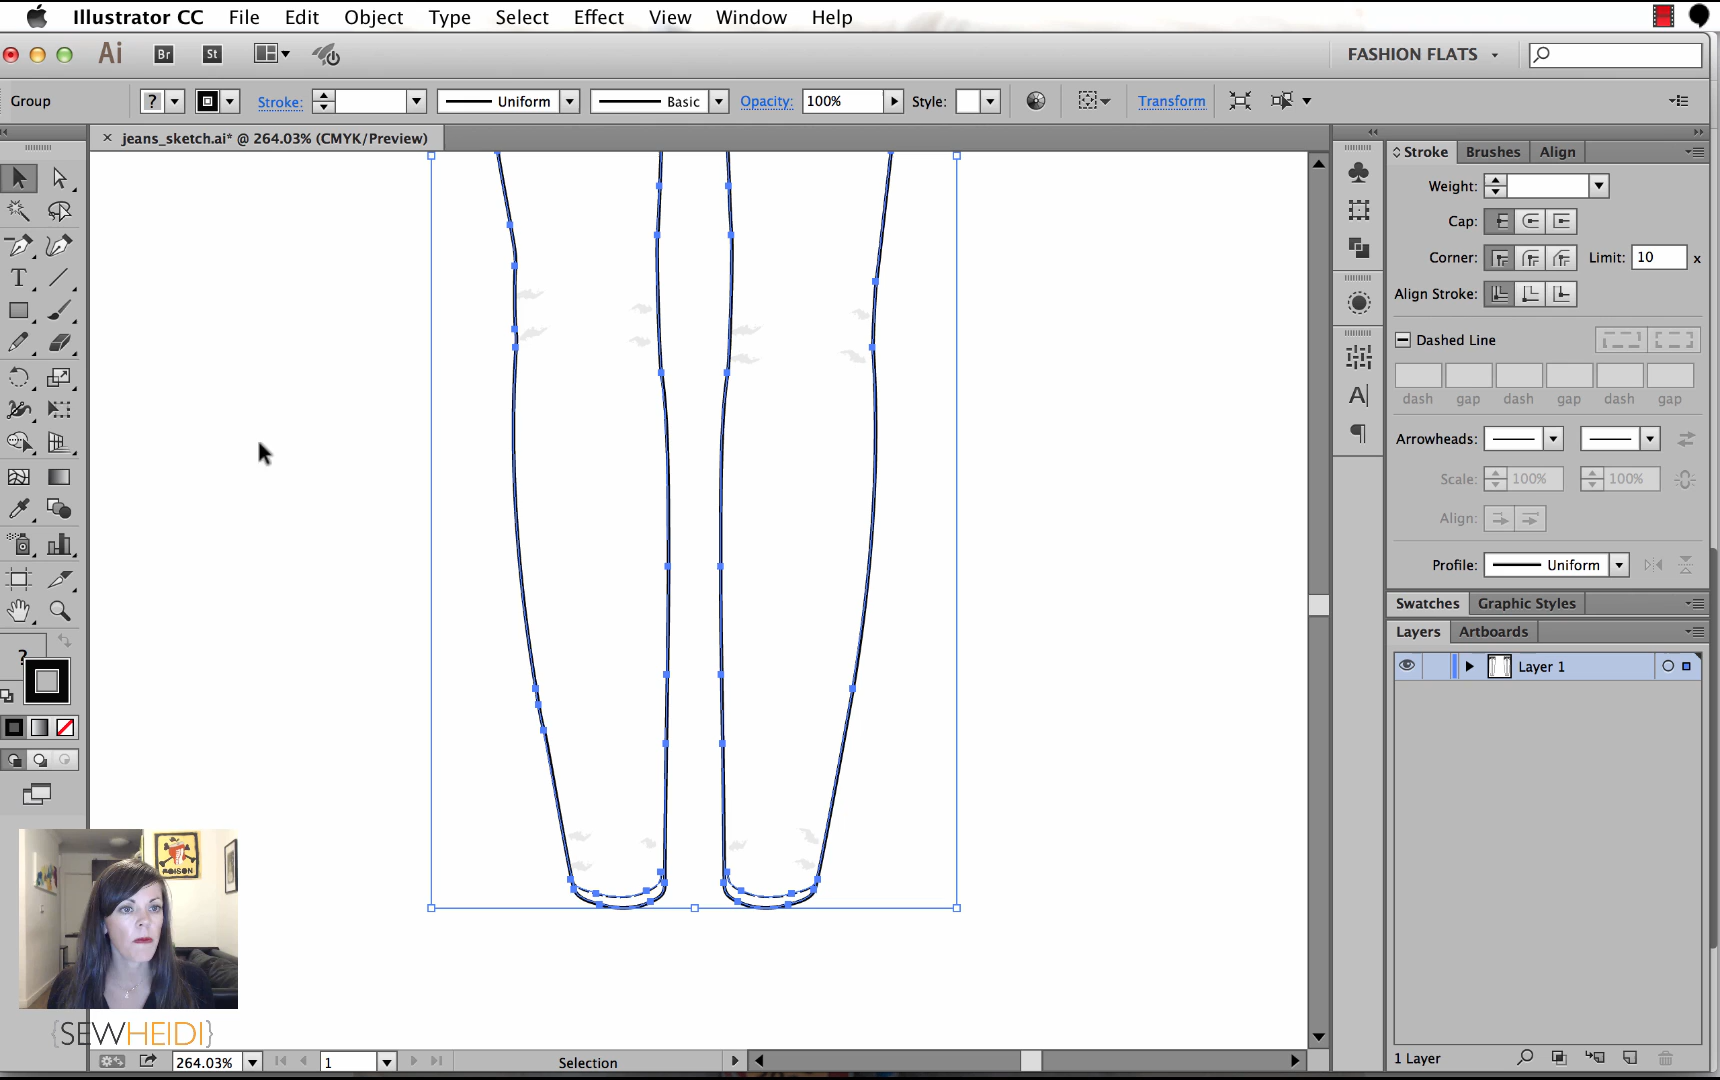 Illustrator CC File Edit Object Type Select Effect View Window Help
Ai Br St FASHION FLATS
Group ? Stroke: Uniform Basic Opacity: 100% Style: Transform
× jeans_sketch.ai* @ 264.03% (CMYK/Preview)
Stroke Brushes Align
Weight:
Cap:
Corner: Limit: 10 x
Align Stroke:
Dashed Line
dash gap dash gap dash gap
Arrowheads:
Scale: 100% 100%
Align:
Profile: Uniform
Swatches Graphic Styles
Layers Artboards
Layer 1
T
A
?
POISON
{SEWHEIDI}
264.03% 1 Selection
1 Layer